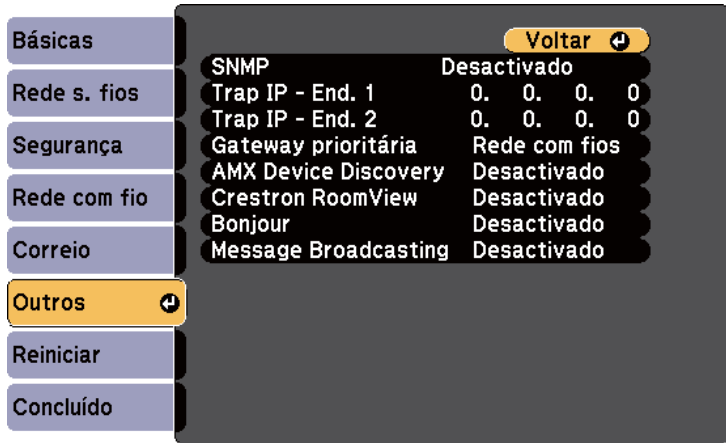 Básicas
Rede s. fios
Segurança
Rede com fio
Correio
Outros
Reiniciar
Concluído
Voltar
SNMP Desactivado
Trap IP - End. 1 0. 0. 0. 0
Trap IP - End. 2 0. 0. 0. 0
Gateway prioritária Rede com fios
AMX Device Discovery Desactivado
Crestron RoomView Desactivado
Bonjour Desactivado
Message Broadcasting Desactivado